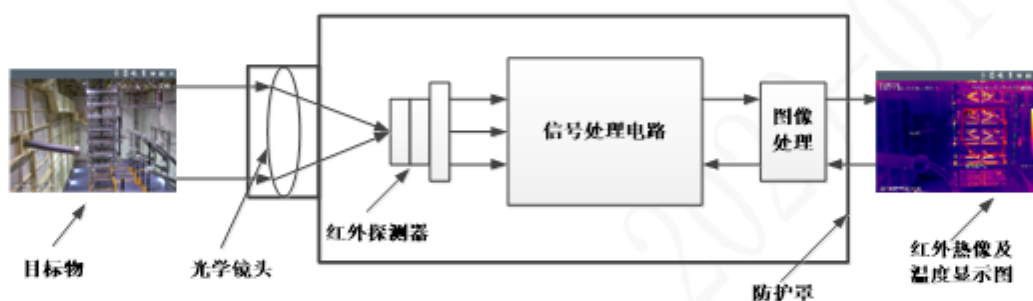 信号处理电路
图像
处理
红外探测器
目标物
光学镜头
防护罩
红外热像及
温度显示图